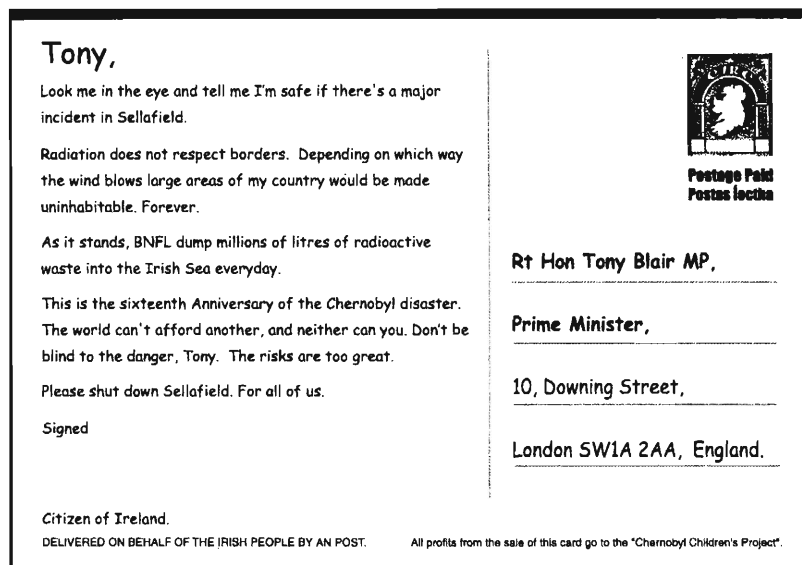 Tony,
Look me in the eye and tell me I'm safe if there's a major
incident in Sellafield.
Radiation does not respect borders. Depending on which way
the wind blows large areas of my country would be made
uninhabitable. Forever.
As it stands, BNFL dump millions of litres of radioactive
waste into the Irish Sea everyday.
This is the sixteenth Anniversary of the Chernobyl disaster.
The world can't afford another, and neither can you. Don't be
blind to the danger, Tony. The risks are too great.
Please shut down Sellafield. For all of us.
Signed
Citizen of Ireland.
DELIVERED ON BEHALF OF THE IRISH PEOPLE BY AN POST.
EIRE
Postage Paid
Postas Íoctha
Rt Hon Tony Blair MP,
Prime Minister,
10, Downing Street,
London SW1A 2AA, England.
All profits from the sale of this card go to the "Chernobyl Children's Project".